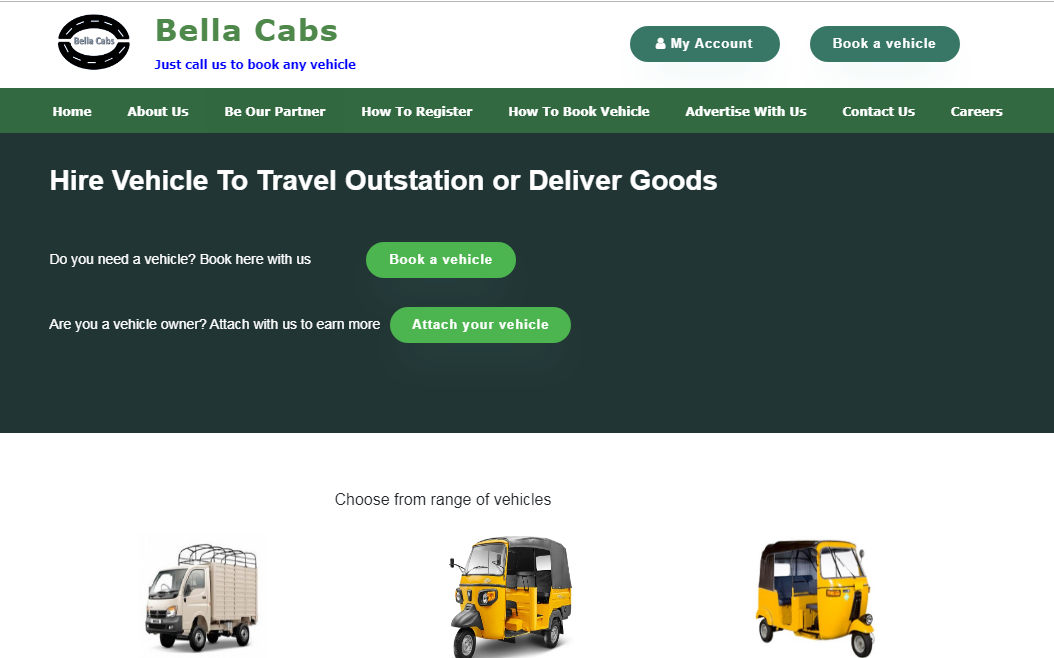 Bella Cabs
Bella Cabs
Just call us to book any vehicle
My Account
Book a vehicle
Home About Us Be Our Partner How To Register How To Book Vehicle Advertise With Us Contact Us Careers
Hire Vehicle To Travel Outstation or Deliver Goods
Do you need a vehicle? Book here with us
Book a vehicle
Are you a vehicle owner? Attach with us to earn more
Attach your vehicle
Choose from range of vehicles